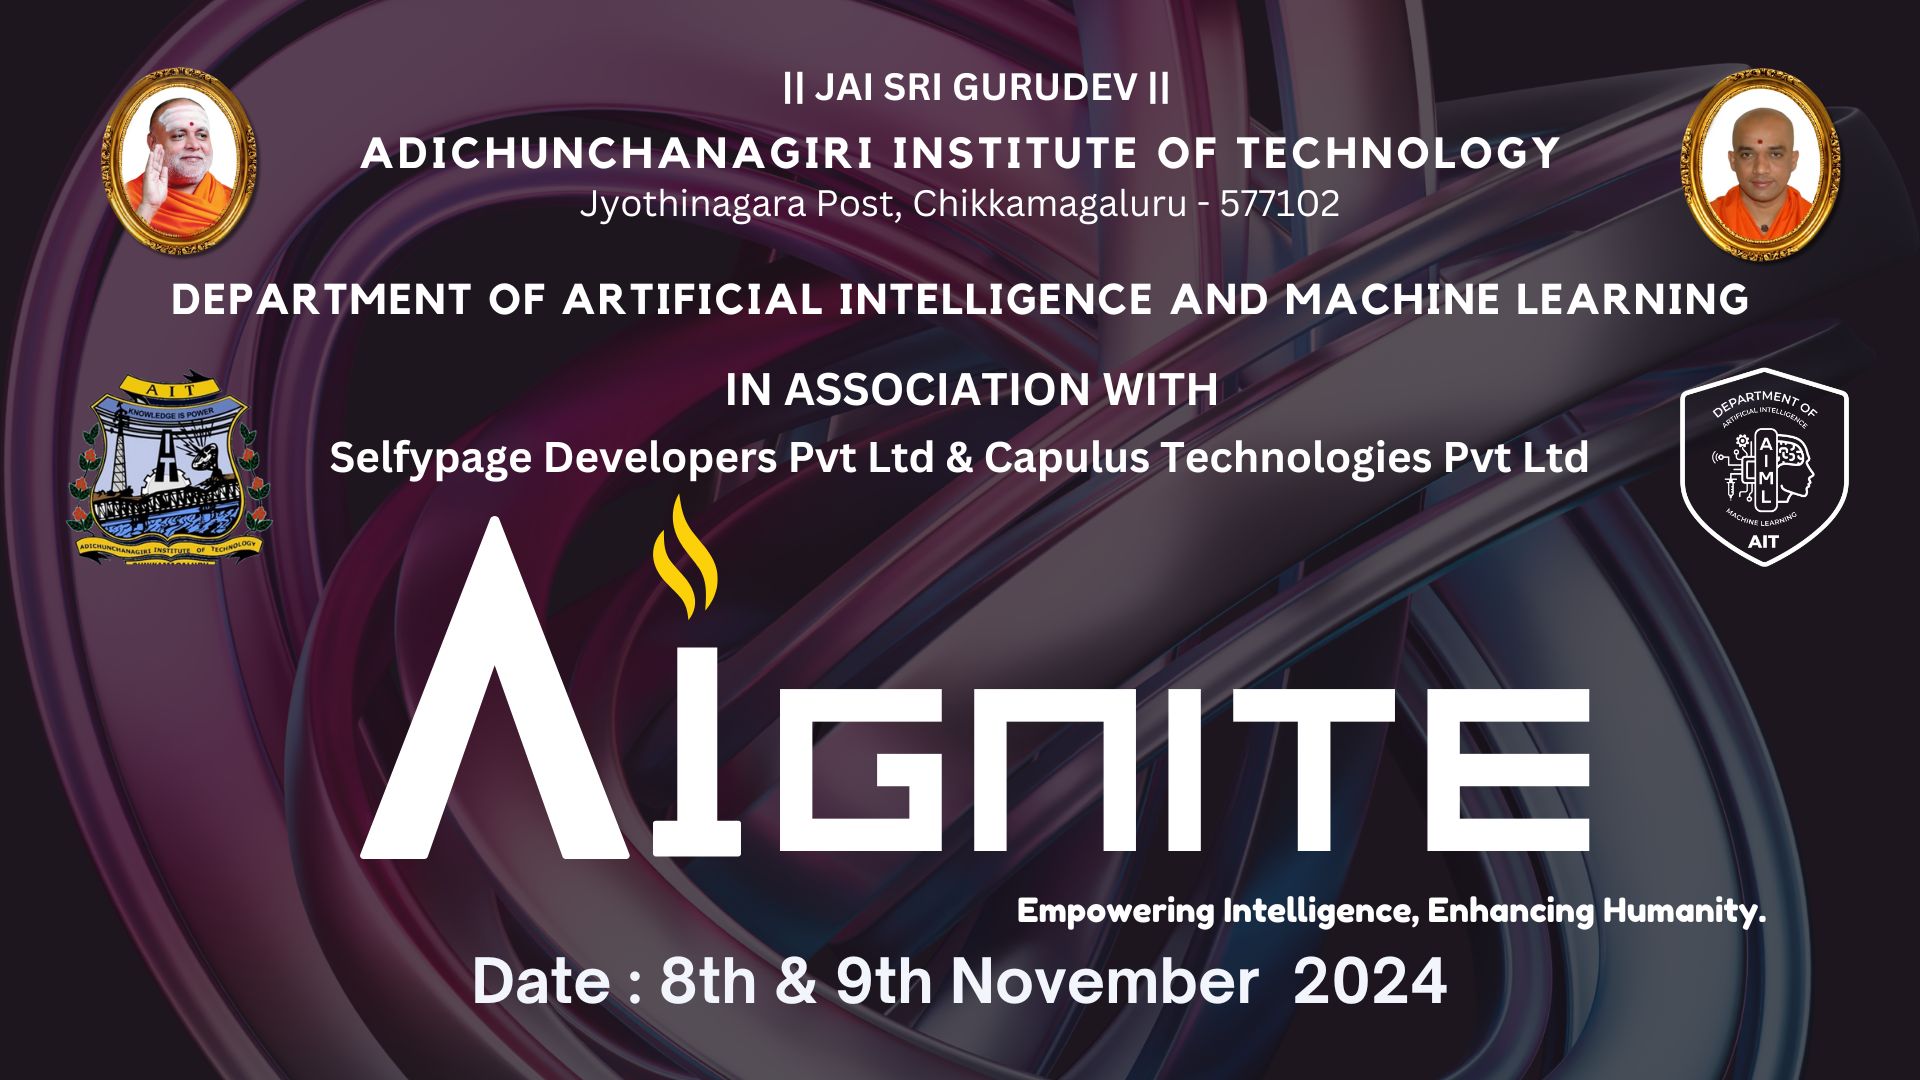 || JAI SRI GURUDEV ||
ADICHUNCHANAGIRI INSTITUTE OF TECHNOLOGY
Jyothinagara Post, Chikkamagaluru - 577102
DEPARTMENT OF ARTIFICIAL INTELLIGENCE AND MACHINE LEARNING
IN ASSOCIATION WITH
Selfypage Developers Pvt Ltd & Capulus Technologies Pvt Ltd
AIT
KNOWLEDGE IS POWER
ADICHUNCHANAGIRI INSTITUTE OF TECHNOLOGY
DEPARTMENT OF
ARTIFICIAL INTELLIGENCE
AIML
MACHINE LEARNING
AIT
AIGNITE
Empowering Intelligence, Enhancing Humanity.
Date : 8th & 9th November 2024